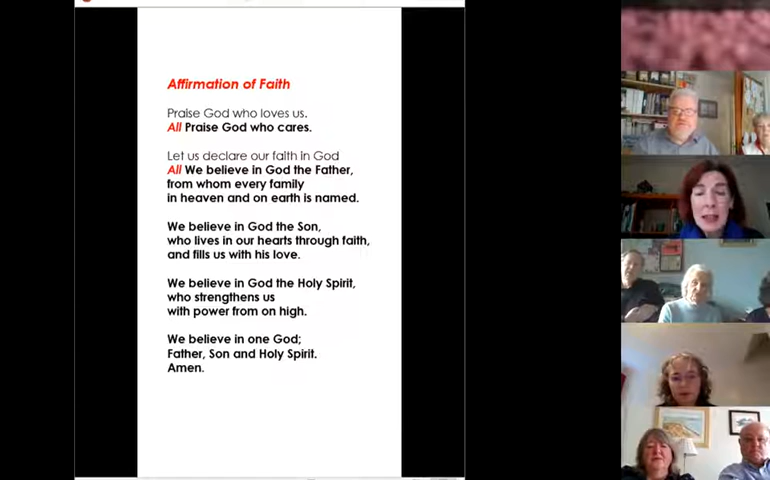 Affirmation of Faith
Praise God who loves us.
All Praise God who cares.
Let us declare our faith in God
All We believe in God the Father,
from whom every family
in heaven and on earth is named.
We believe in God the Son,
who lives in our hearts through faith,
and fills us with his love.
We believe in God the Holy Spirit,
who strengthens us
with power from on high.
We believe in one God;
Father, Son and Holy Spirit.
Amen.